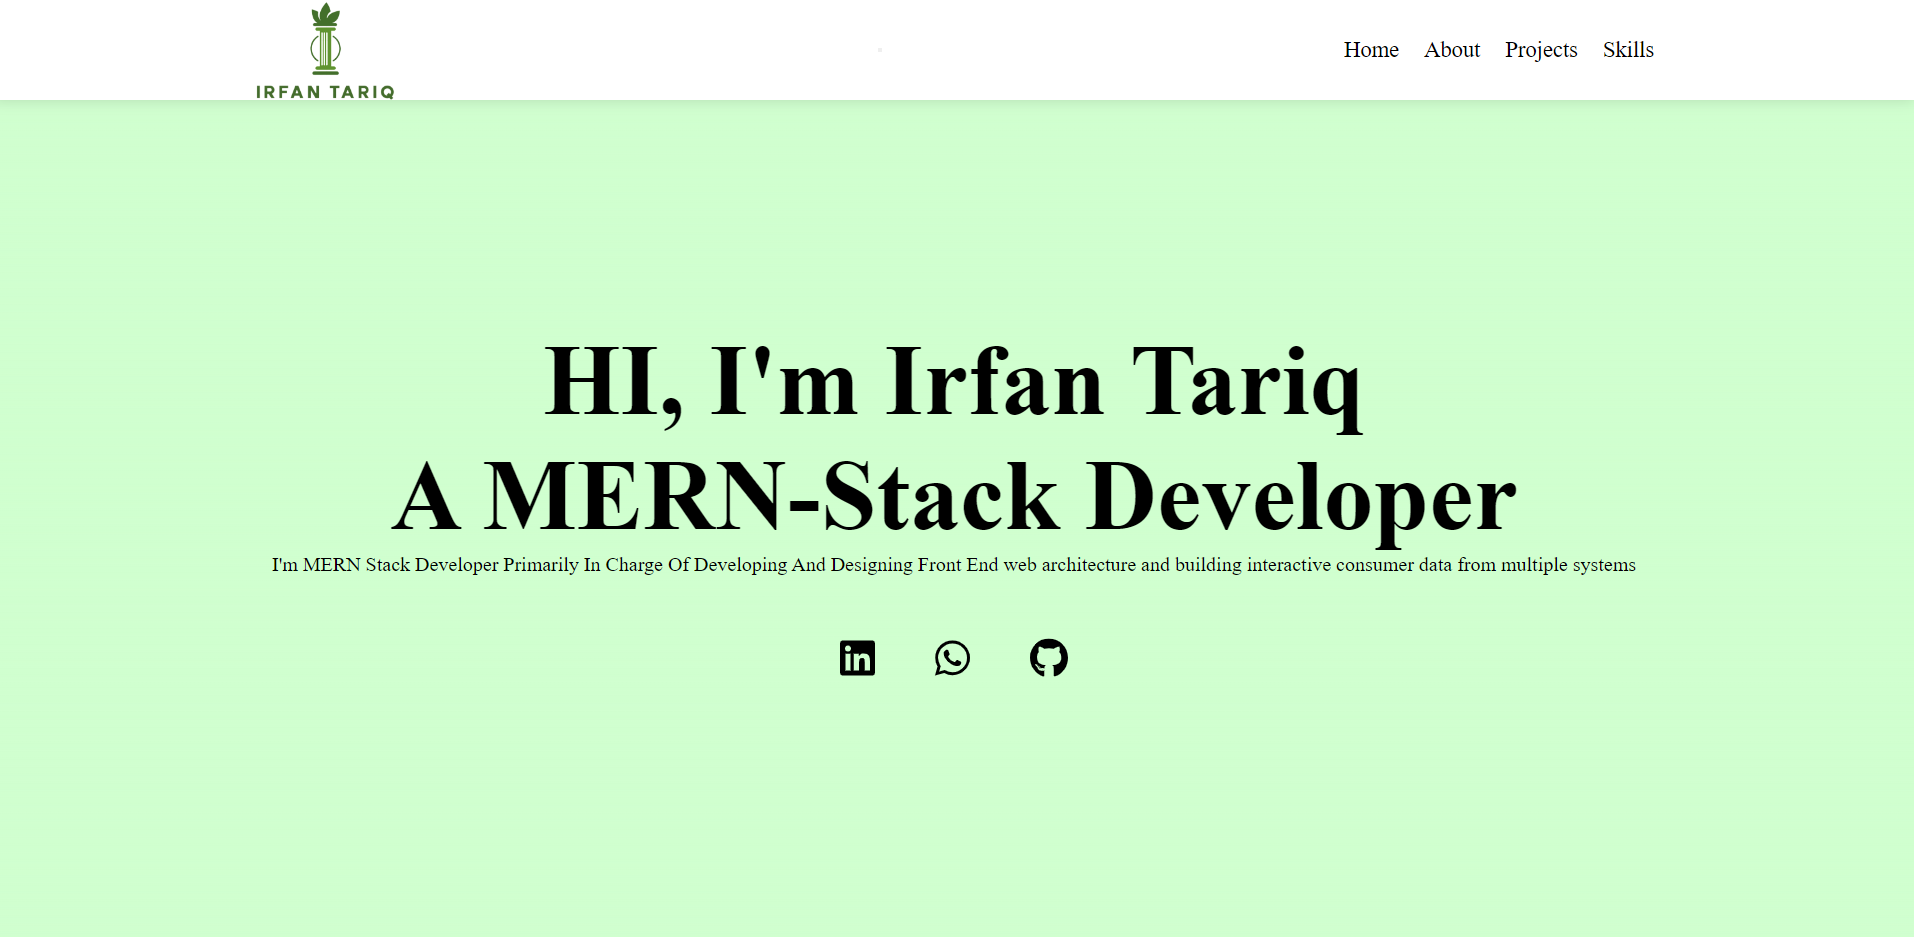 IRFAN TARIQ
Home About Projects Skills
HI, I'm Irfan Tariq
A MERN-Stack Developer
I'm MERN Stack Developer Primarily In Charge Of Developing And Designing Front End web architecture and building interactive consumer data from multiple systems
in